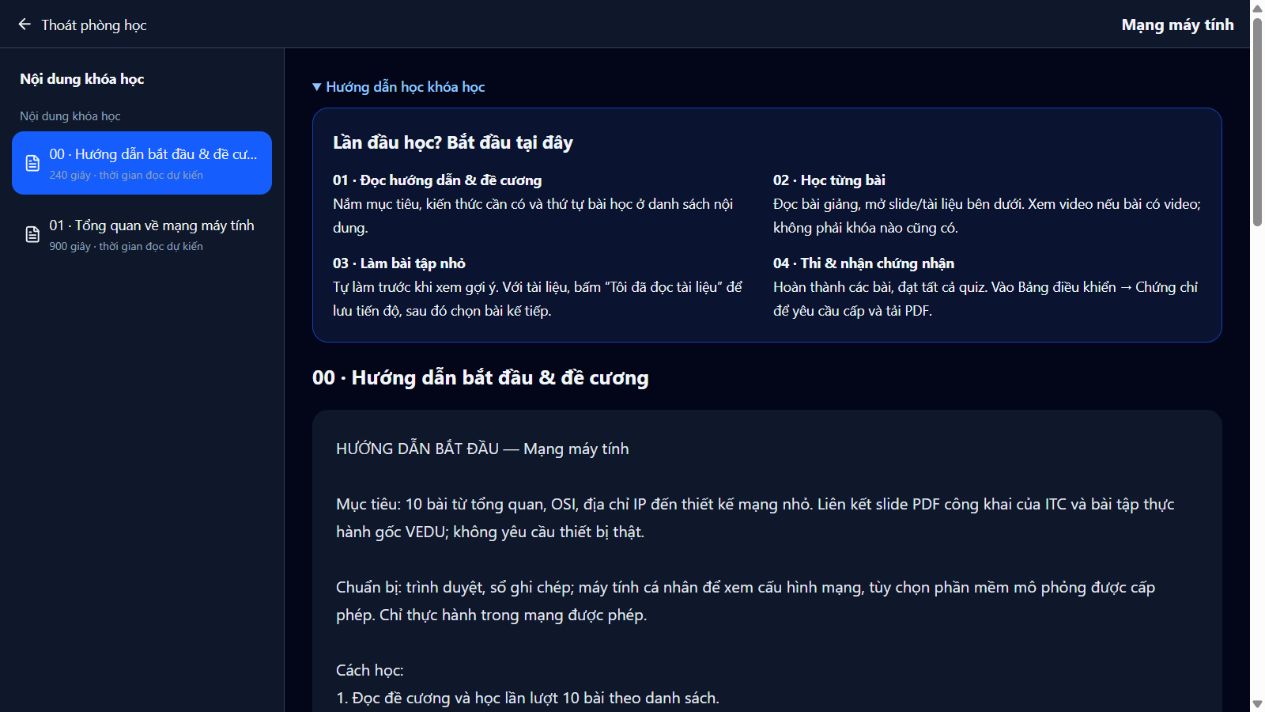 Thoát phòng học
Mạng máy tính
Nội dung khóa học
Nội dung khóa học
00 · Hướng dẫn bắt đầu & đề cư...
240 giây · thời gian đọc dự kiến
01 · Tổng quan về mạng máy tính
900 giây · thời gian đọc dự kiến
▼ Hướng dẫn học khóa học
Lần đầu học? Bắt đầu tại đây
01 · Đọc hướng dẫn & đề cương
Nắm mục tiêu, kiến thức cần có và thứ tự bài học ở danh sách nội
dung.
02 · Học từng bài
Đọc bài giảng, mở slide/tài liệu bên dưới. Xem video nếu bài có video;
không phải khóa nào cũng có.
03 · Làm bài tập nhỏ
Tự làm trước khi xem gợi ý. Với tài liệu, bấm “Tôi đã đọc tài liệu” để
lưu tiến độ, sau đó chọn bài kế tiếp.
04 · Thi & nhận chứng nhận
Hoàn thành các bài, đạt tất cả quiz. Vào Bảng điều khiển → Chứng chỉ
để yêu cầu cấp và tải PDF.
00 · Hướng dẫn bắt đầu & đề cương
HƯỚNG DẪN BẮT ĐẦU — Mạng máy tính
Mục tiêu: 10 bài từ tổng quan, OSI, địa chỉ IP đến thiết kế mạng nhỏ. Liên kết slide PDF công khai của ITC và bài tập thực
hành gốc VEDU; không yêu cầu thiết bị thật.
Chuẩn bị: trình duyệt, sổ ghi chép; máy tính cá nhân để xem cấu hình mạng, tùy chọn phần mềm mô phỏng được cấp
phép. Chỉ thực hành trong mạng được phép.
Cách học:
1. Đọc đề cương và học lần lượt 10 bài theo danh sách.